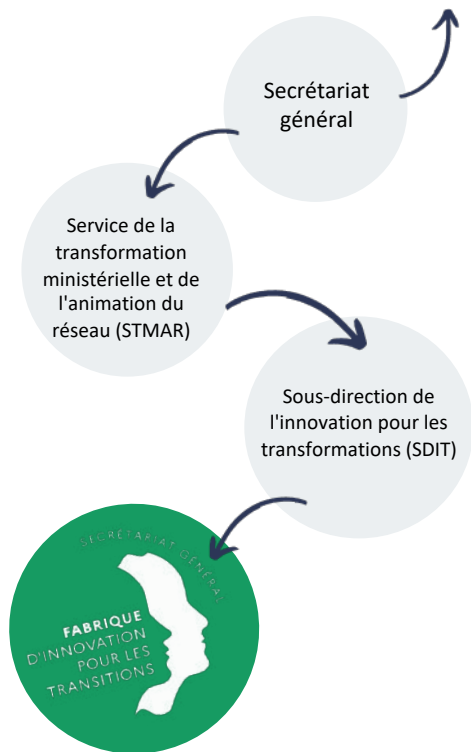 Secrétariat
général
Service de la
transformation
ministérielle et de
l'animation du
réseau (STMAR)
Sous-direction de
l'innovation pour les
transformations (SDIT)
SECRÉTARIAT GÉNÉRAL
FABRIQUE
D'INNOVATION
POUR LES
TRANSITIONS